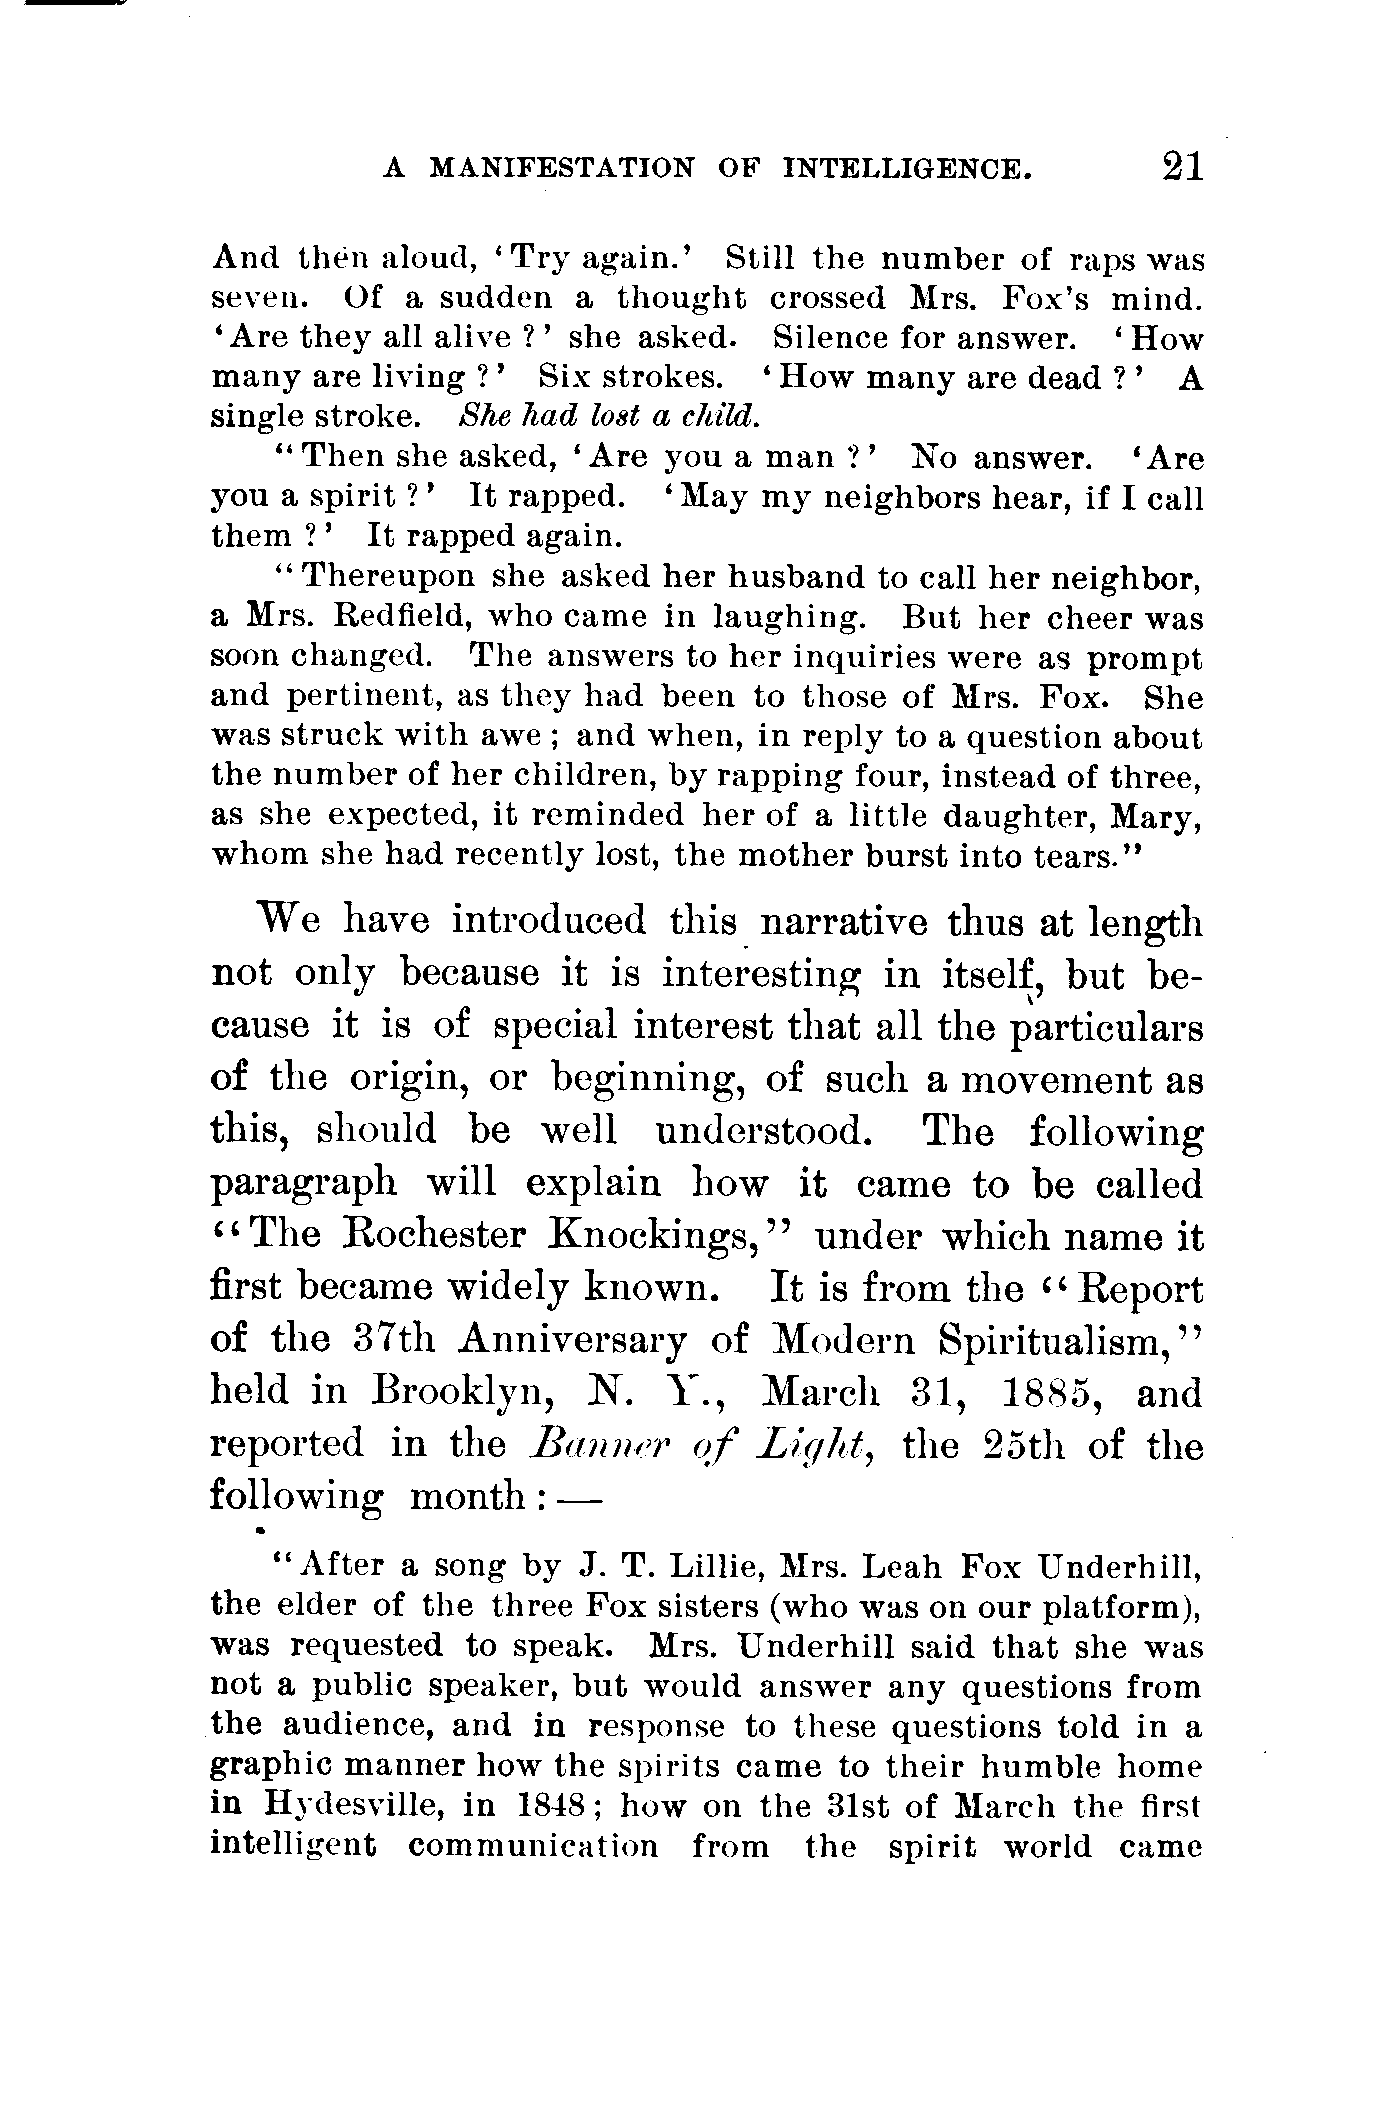 A MANIFESTATION OF INTELLIGENCE. 21
And then aloud, ‘Try again.’ Still the number of raps was
seven. Of a sudden a thought crossed Mrs. Fox's mind.
‘Are they all alive?’ she asked. Silence for answer. ‘How
many are living?’ Six strokes. ‘How many are dead?’ A
single stroke. She had lost a child.
“Then she asked, ‘Are you a man?’ No answer. ‘Are
you a spirit?’ It rapped. ‘May my neighbors hear, if I call
them?’ It rapped again.
“Thereupon she asked her husband to call her neighbor,
a Mrs. Redfield, who came in laughing. But her cheer was
soon changed. The answers to her inquiries were as prompt
and pertinent, as they had been to those of Mrs. Fox. She
was struck with awe; and when, in reply to a question about
the number of her children, by rapping four, instead of three,
as she expected, it reminded her of a little daughter, Mary,
whom she had recently lost, the mother burst into tears.”
We have introduced this narrative thus at length
not only because it is interesting in itself, but be-
cause it is of special interest that all the particulars
of the origin, or beginning, of such a movement as
this, should be well understood. The following
paragraph will explain how it came to be called
“The Rochester Knockings,” under which name it
first became widely known. It is from the “Report
of the 37th Anniversary of Modern Spiritualism,”
held in Brooklyn, N. Y., March 31, 1885, and
reported in the Banner of Light, the 25th of the
following month: —
“After a song by J. T. Lillie, Mrs. Leah Fox Underhill,
the elder of the three Fox sisters (who was on our platform),
was requested to speak. Mrs. Underhill said that she was
not a public speaker, but would answer any questions from
the audience, and in response to these questions told in a
graphic manner how the spirits came to their humble home
in Hydesville, in 1848; how on the 31st of March the first
intelligent communication from the spirit world came